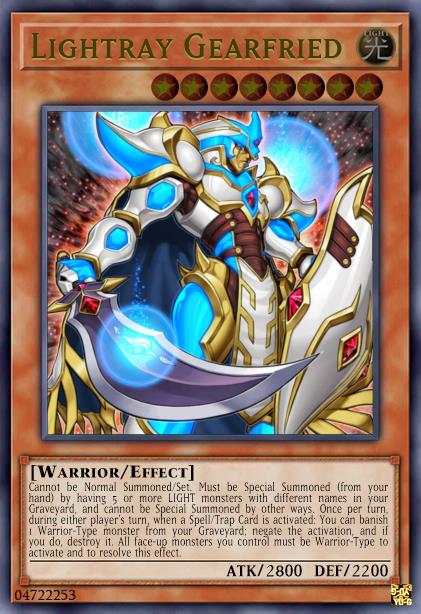 Lightray Gearfried
LIGHT
光
[Warrior/Effect]
Cannot be Normal Summoned/Set. Must be Special Summoned (from your
hand) by having 5 or more LIGHT monsters with different names in your
Graveyard, and cannot be Special Summoned by other ways. Once per turn,
during either player's turn, when a Spell/Trap Card is activated: You can banish
1 Warrior-Type monster from your Graveyard; negate the activation, and if
you do, destroy it. All face-up monsters you control must be Warrior-Type to
activate and to resolve this effect.
ATK/2800 DEF/2200
04722253